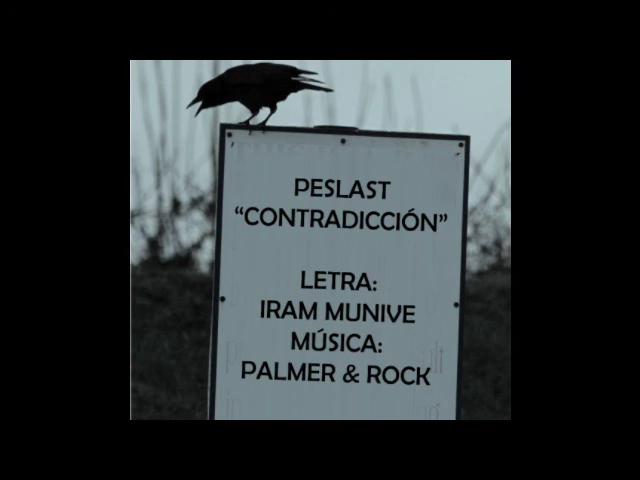 PESLAST
“CONTRADICCIÓN”
LETRA:
IRAM MUNIVE
MÚSICA:
PALMER & ROCK